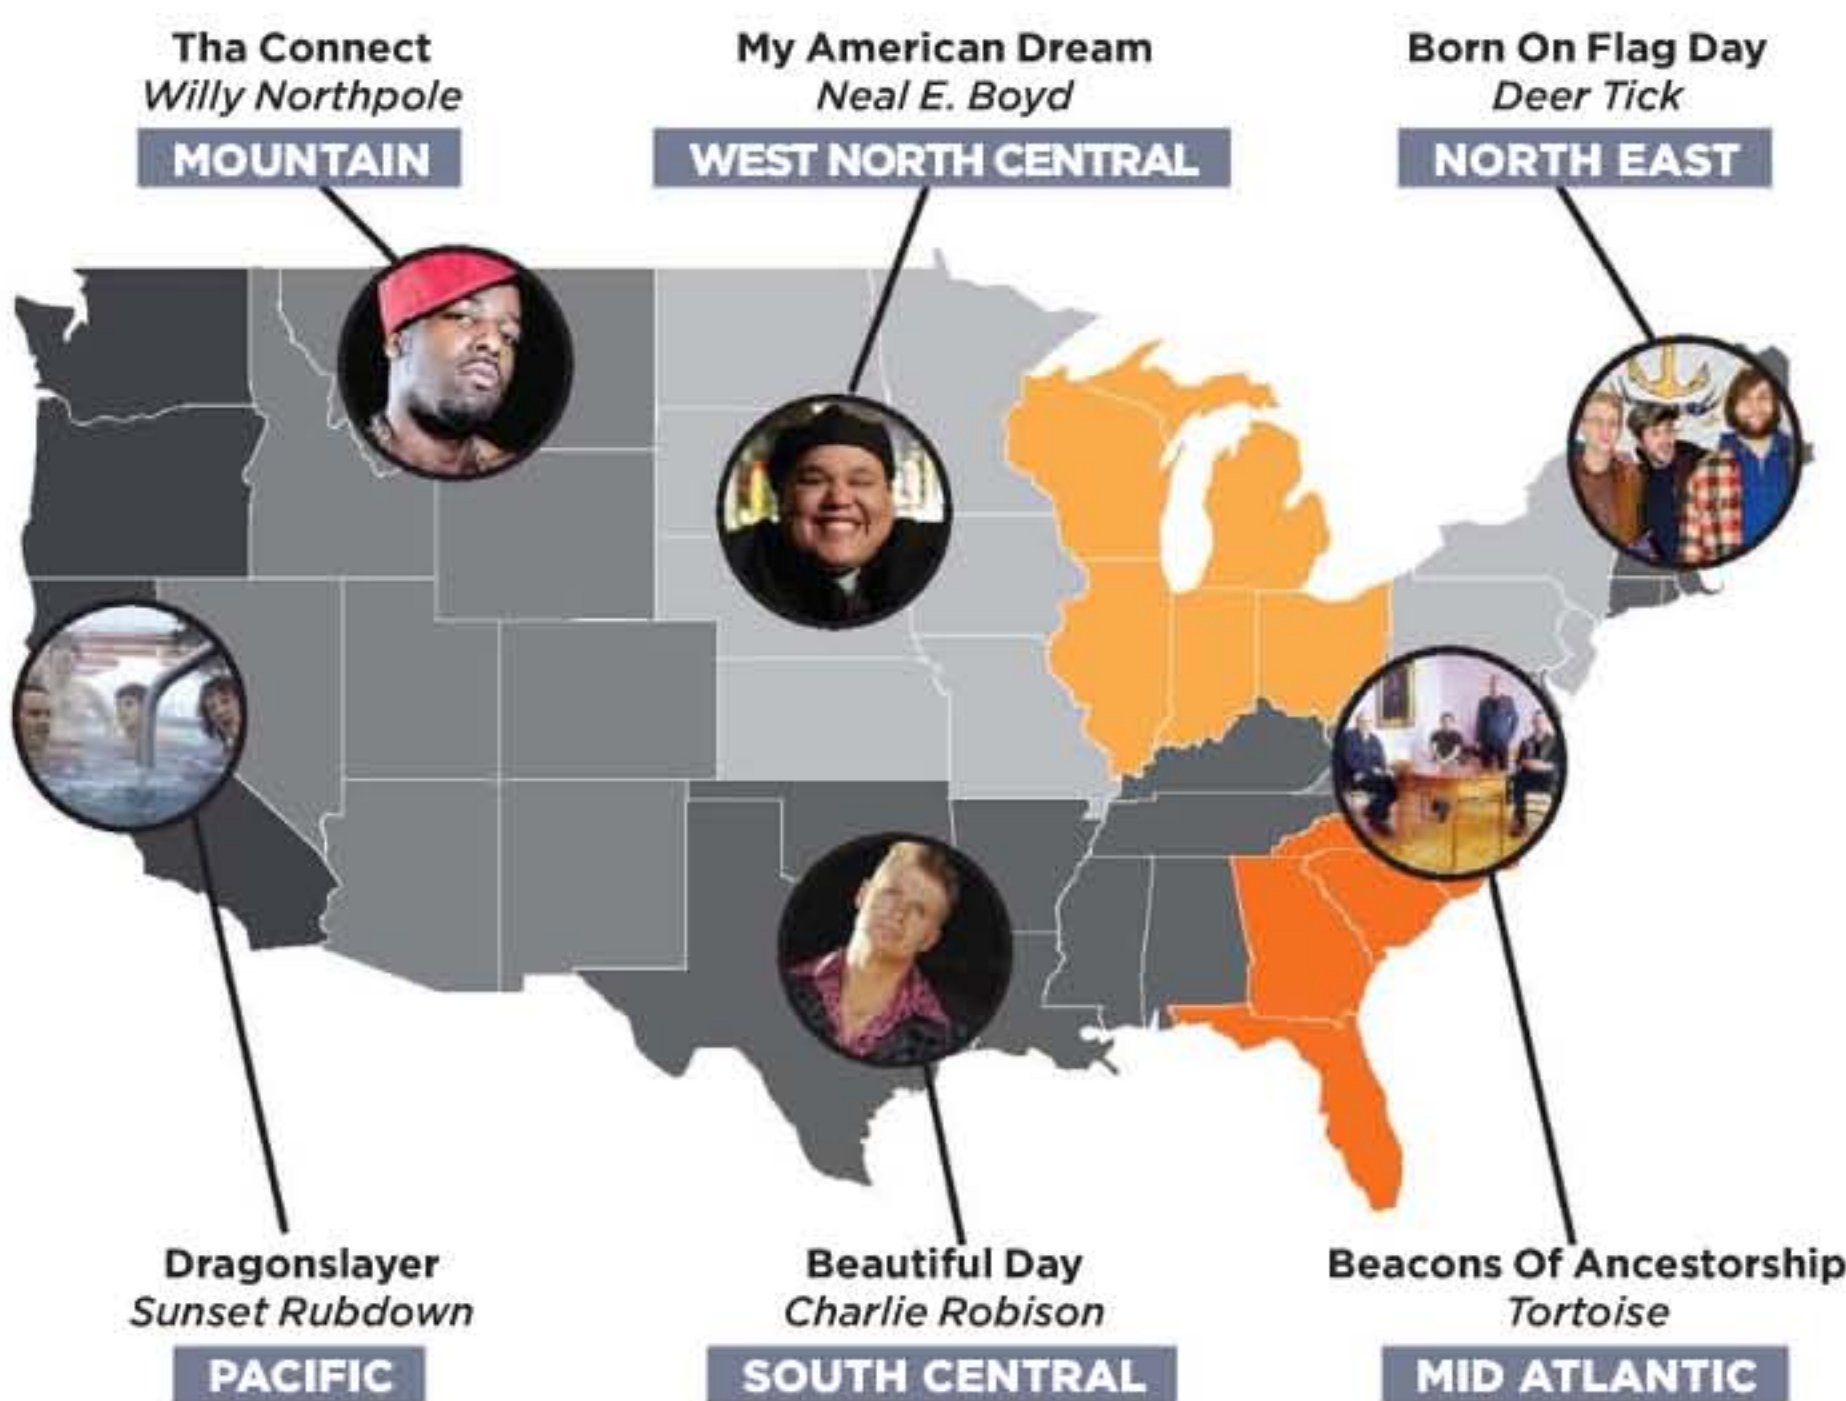 Tha Connect
Willy Northpole
MOUNTAIN
My American Dream
Neal E. Boyd
WEST NORTH CENTRAL
Born On Flag Day
Deer Tick
NORTH EAST
Dragonslayer
Sunset Rubdown
PACIFIC
Beautiful Day
Charlie Robison
SOUTH CENTRAL
Beacons Of Ancestorship
Tortoise
MID ATLANTIC